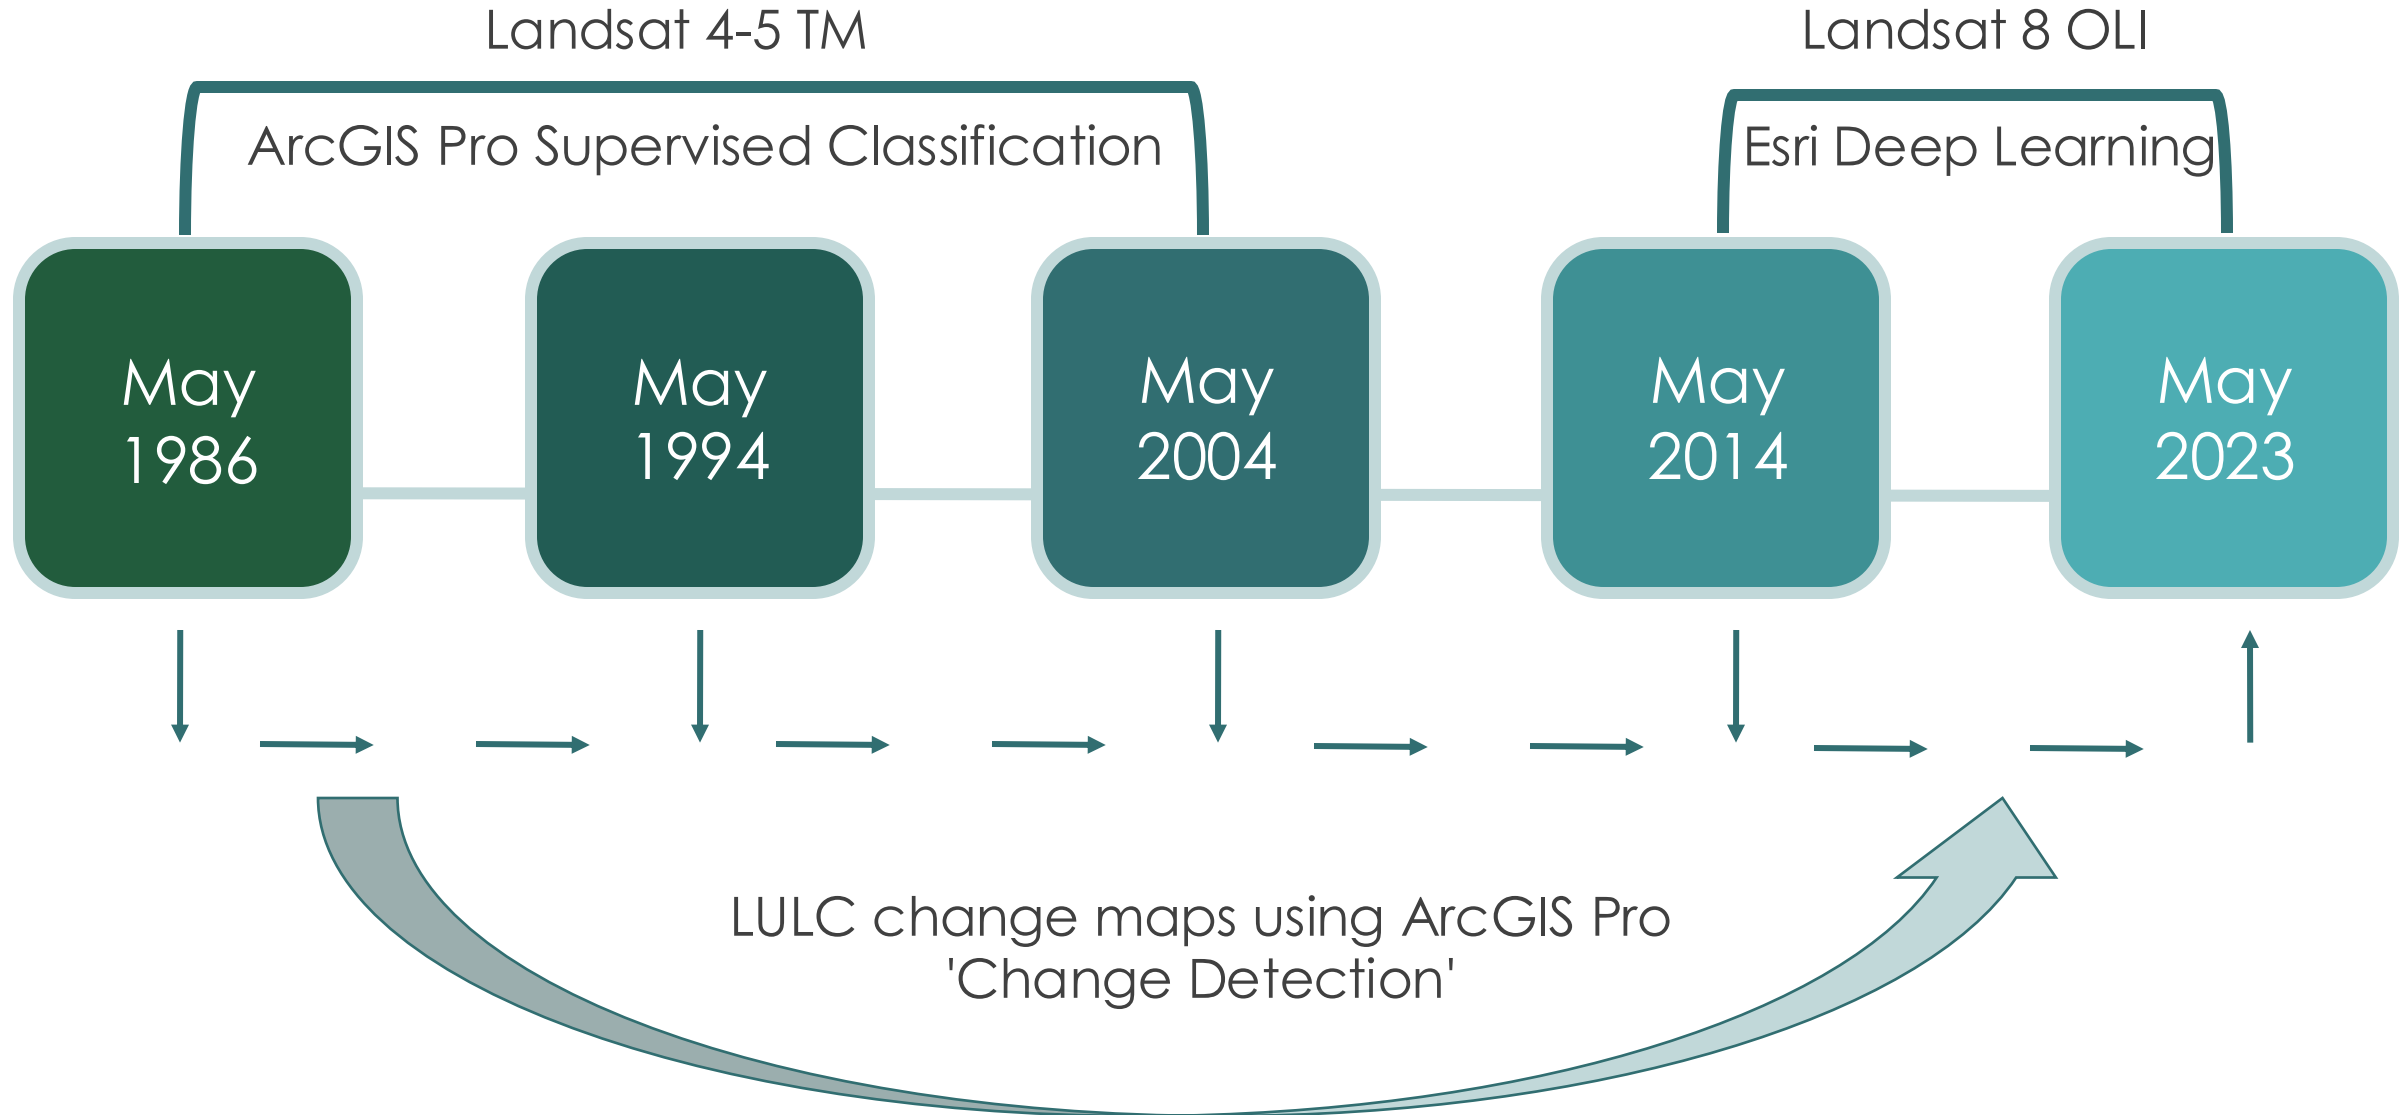 Landsat 4-5 TM
Landsat 8 OLI
ArcGIS Pro Supervised Classification
Esri Deep Learning
May
1986
May
1994
May
2004
May
2014
May
2023
LULC change maps using ArcGIS Pro
'Change Detection'